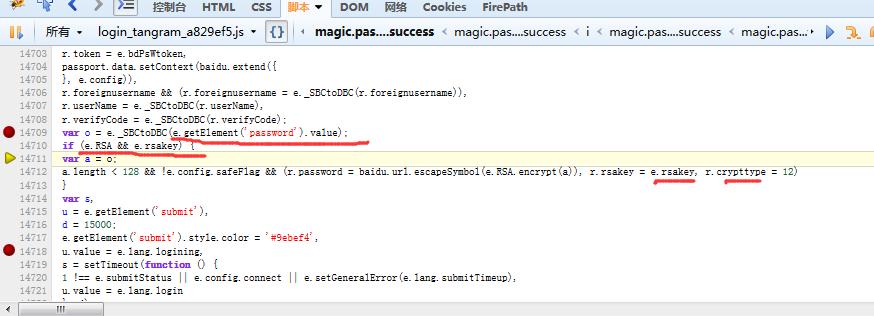 控制台 HTML CSS 脚本 DOM 网络 Cookies FirePath
所有 login_tangram_a829ef5.js {} magic.pas....success magic.pas....success i magic.pas....success magic.pas...
14703 r.token = e.bdPsWtoken,
14704 passport.data.setContext(baidu.extend({
14705 }, e.config)),
14706 r.foreignusername && (r.foreignusername = e._SBCtoDBC(r.foreignusername)),
14707 r.userName = e._SBCtoDBC(r.userName),
14708 r.verifyCode = e._SBCtoDBC(r.verifyCode);
14709 var o = e._SBCtoDBC(e.getElement('password').value);
14710 if (e.RSA && e.rsakey) {
14711 var a = o;
14712 a.length < 128 && !e.config.safeFlag && (r.password = baidu.url.escapeSymbol(e.RSA.encrypt(a)), r.rsakey = e.rsakey, r.crypttype = 12)
14713 }
14714 var s,
14715 u = e.getElement('submit'),
14716 d = 15000;
14717 e.getElement('submit').style.color = '#9ebef4',
14718 u.value = e.lang.logining,
14719 s = setTimeout(function () {
14720 1 !== e.submitStatus || e.config.connect || e.setGeneralError(e.lang.submitTimeup),
14721 u.value = e.lang.login